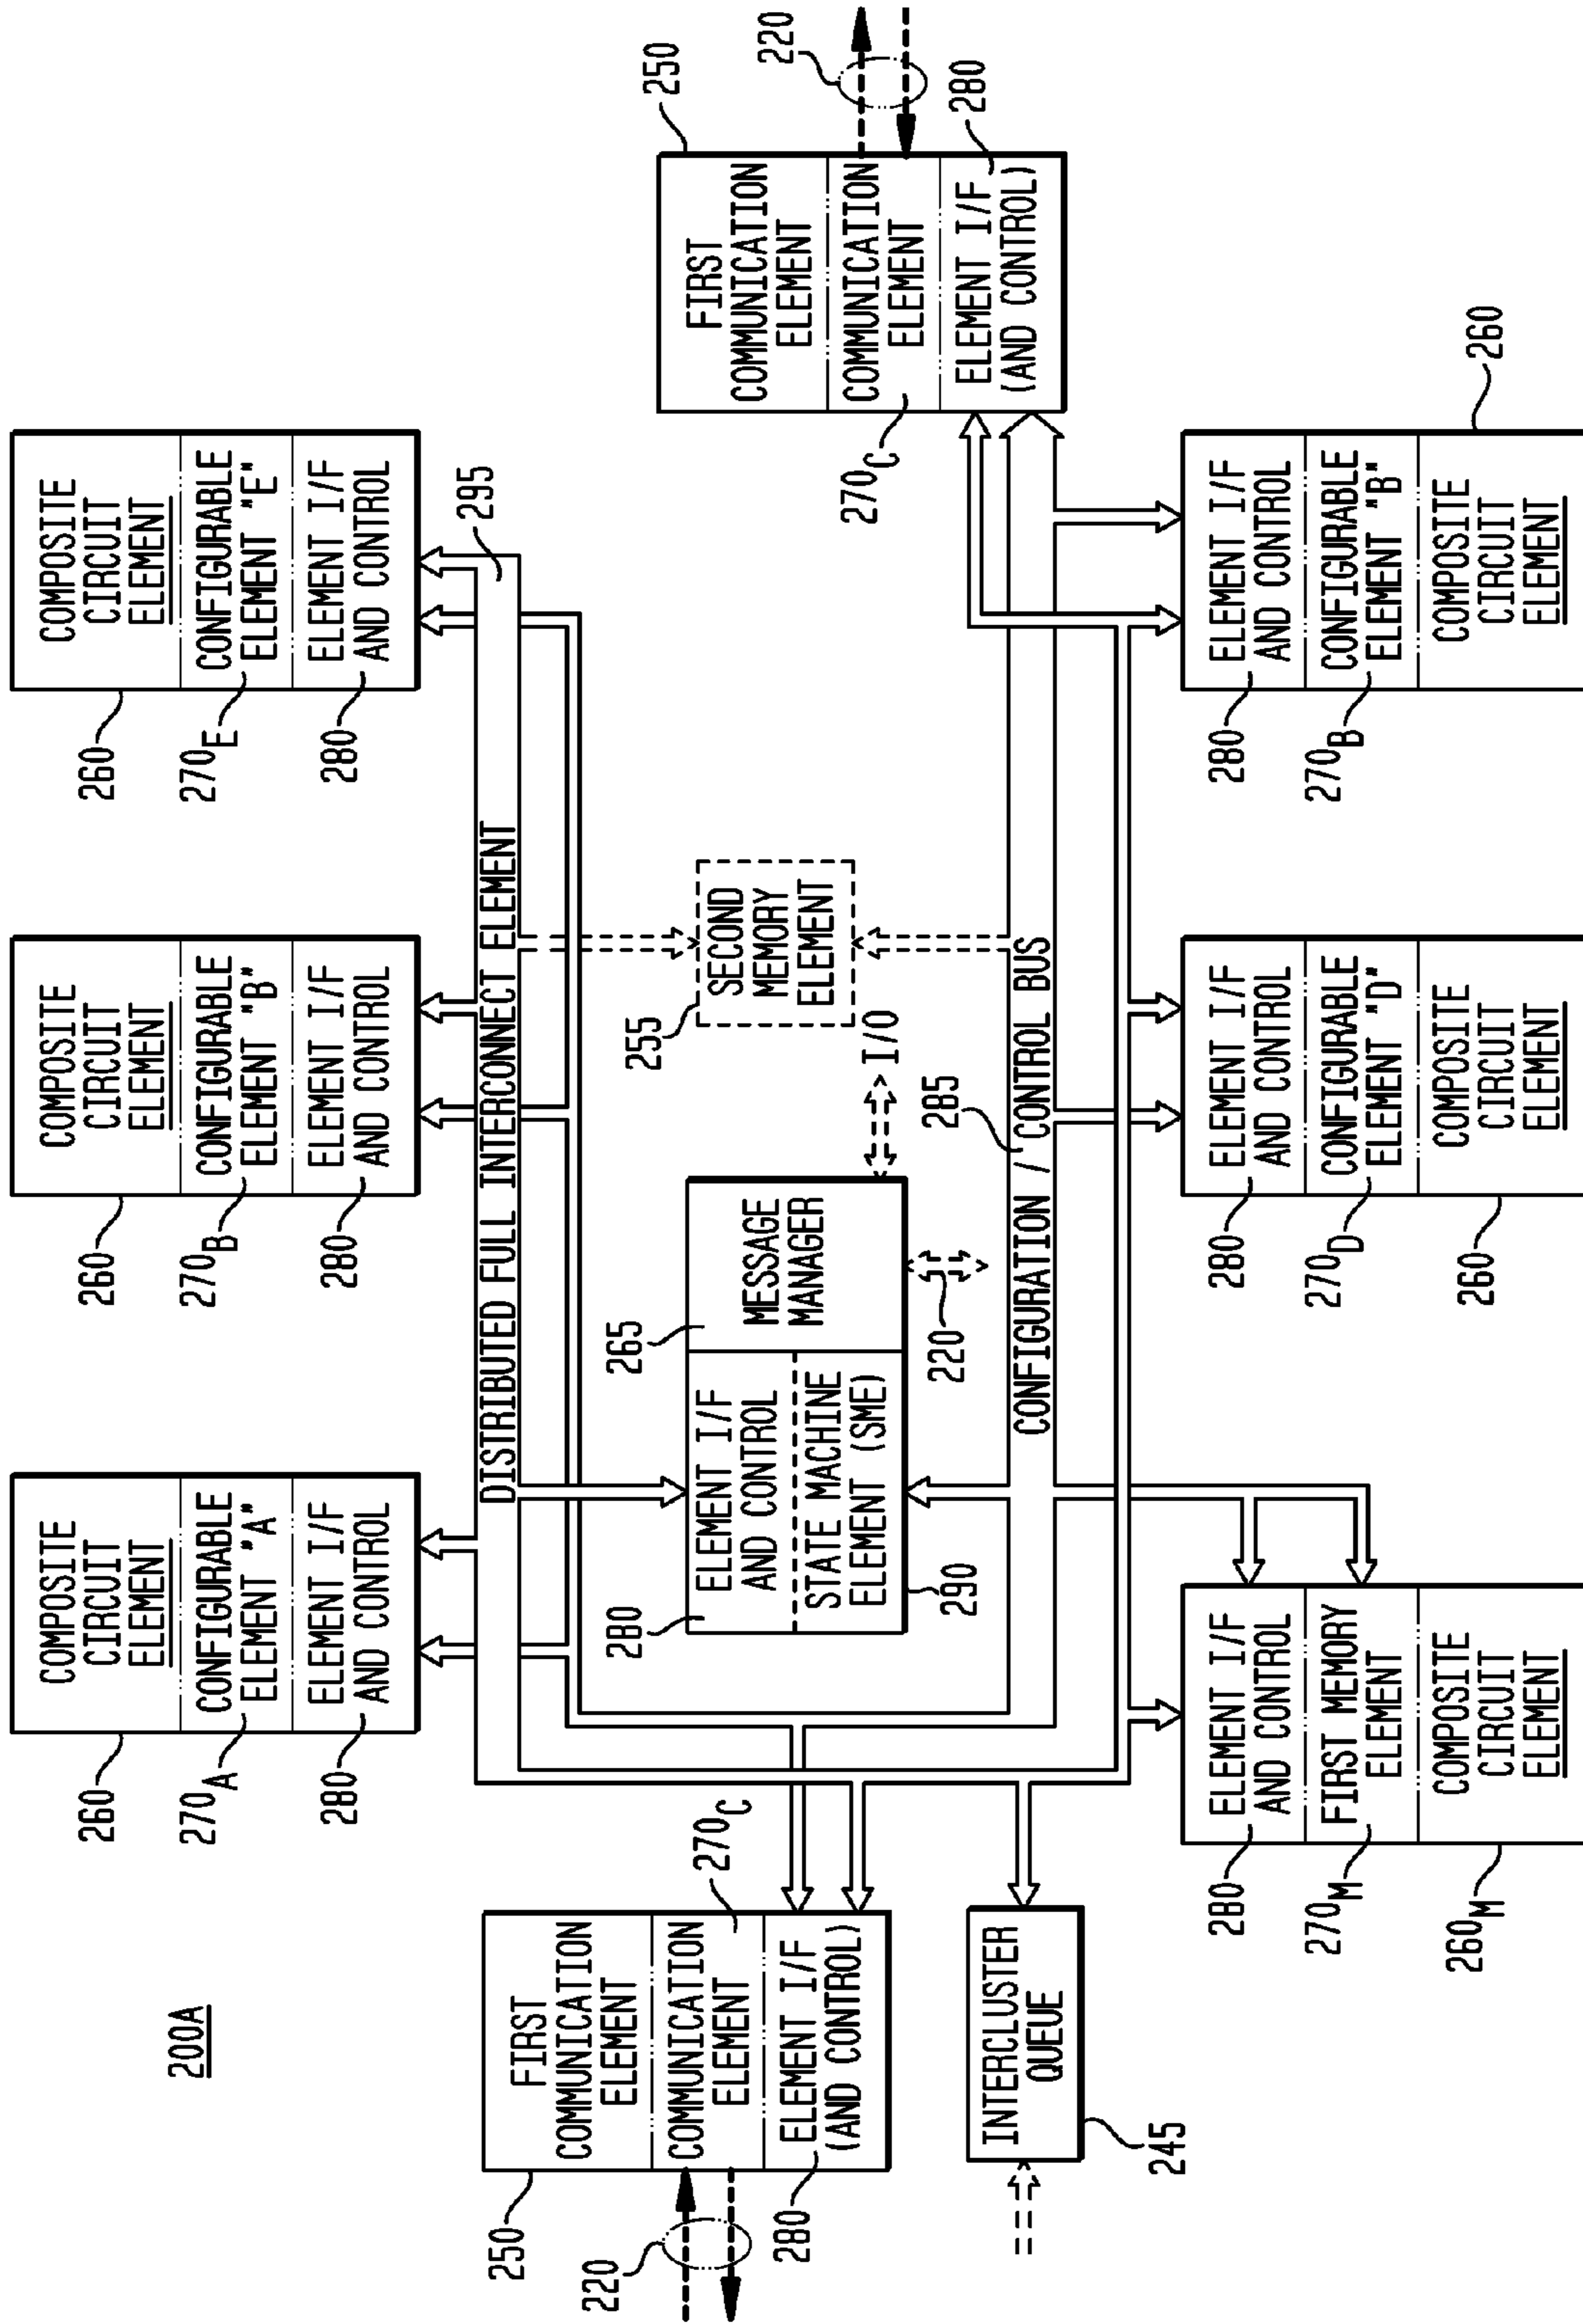 200A
COMPOSITE
CIRCUIT
ELEMENT
CONFIGURABLE
ELEMENT "A"
ELEMENT I/F
AND CONTROL
260
270A
280
COMPOSITE
CIRCUIT
ELEMENT
CONFIGURABLE
ELEMENT "B"
ELEMENT I/F
AND CONTROL
260
270B
280
COMPOSITE
CIRCUIT
ELEMENT
CONFIGURABLE
ELEMENT "E"
ELEMENT I/F
AND CONTROL
260
270E
280
DISTRIBUTED FULL INTERCONNECT ELEMENT
295
FIRST
COMMUNICATION
ELEMENT
COMMUNICATION
ELEMENT
ELEMENT I/F
(AND CONTROL)
250
220
280
270C
INTERCLUSTER
QUEUE
245
ELEMENT I/F
AND CONTROL
STATE MACHINE
ELEMENT (SME)
MESSAGE
MANAGER
280
265
290
220
I/O
SECOND
MEMORY
ELEMENT
255
CONFIGURATION / CONTROL BUS
285
FIRST
COMMUNICATION
ELEMENT
COMMUNICATION
ELEMENT
ELEMENT I/F
(AND CONTROL)
250
220
280
270C
ELEMENT I/F
AND CONTROL
FIRST MEMORY
ELEMENT
COMPOSITE
CIRCUIT
ELEMENT
280
270M
260M
ELEMENT I/F
AND CONTROL
CONFIGURABLE
ELEMENT "D"
COMPOSITE
CIRCUIT
ELEMENT
280
270D
260
ELEMENT I/F
AND CONTROL
CONFIGURABLE
ELEMENT "B"
COMPOSITE
CIRCUIT
ELEMENT
280
270B
260